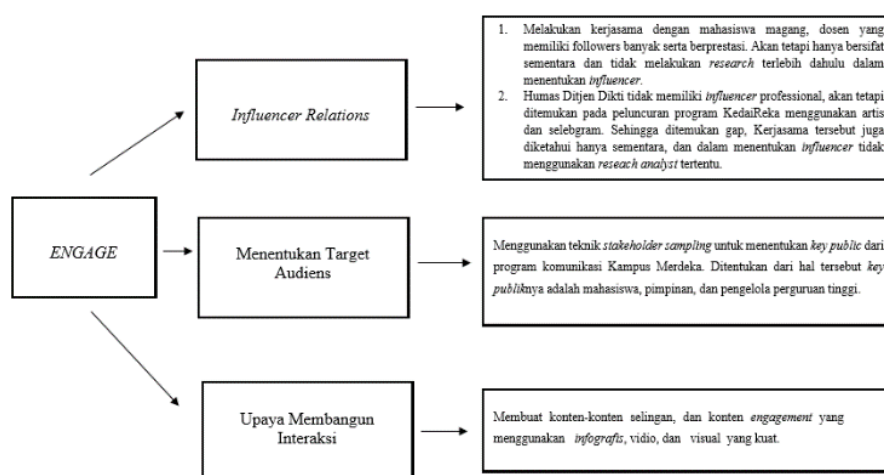 ENGAGE
Influencer Relations
1. Melakukan kerjasama dengan mahasiswa magang, dosen yang
memiliki followers banyak serta berprestasi. Akan tetapi hanya bersifat
sementara dan tidak melakukan research terlebih dahulu dalam
menentukan influencer.
2. Humas Ditjen Dikti tidak memiliki influencer professional, akan tetapi
ditemukan pada peluncuran program KedaiReka menggunakan artis
dan selebgram. Sehingga ditemukan gap, Kerjasama tersebut juga
diketahui hanya sementara, dan dalam menentukan influencer tidak
menggunakan reseach analyst tertentu.
Menentukan Target
Audiens
Menggunakan teknik stakeholder sampling untuk menentukan key public dari
program komunikasi Kampus Merdeka. Ditentukan dari hal tersebut key
publiknya adalah mahasiswa, pimpinan, dan pengelola perguruan tinggi.
Upaya Membangun
Interaksi
Membuat konten-konten selingan, dan konten engagement yang
menggunakan infografis, vidio, dan visual yang kuat.